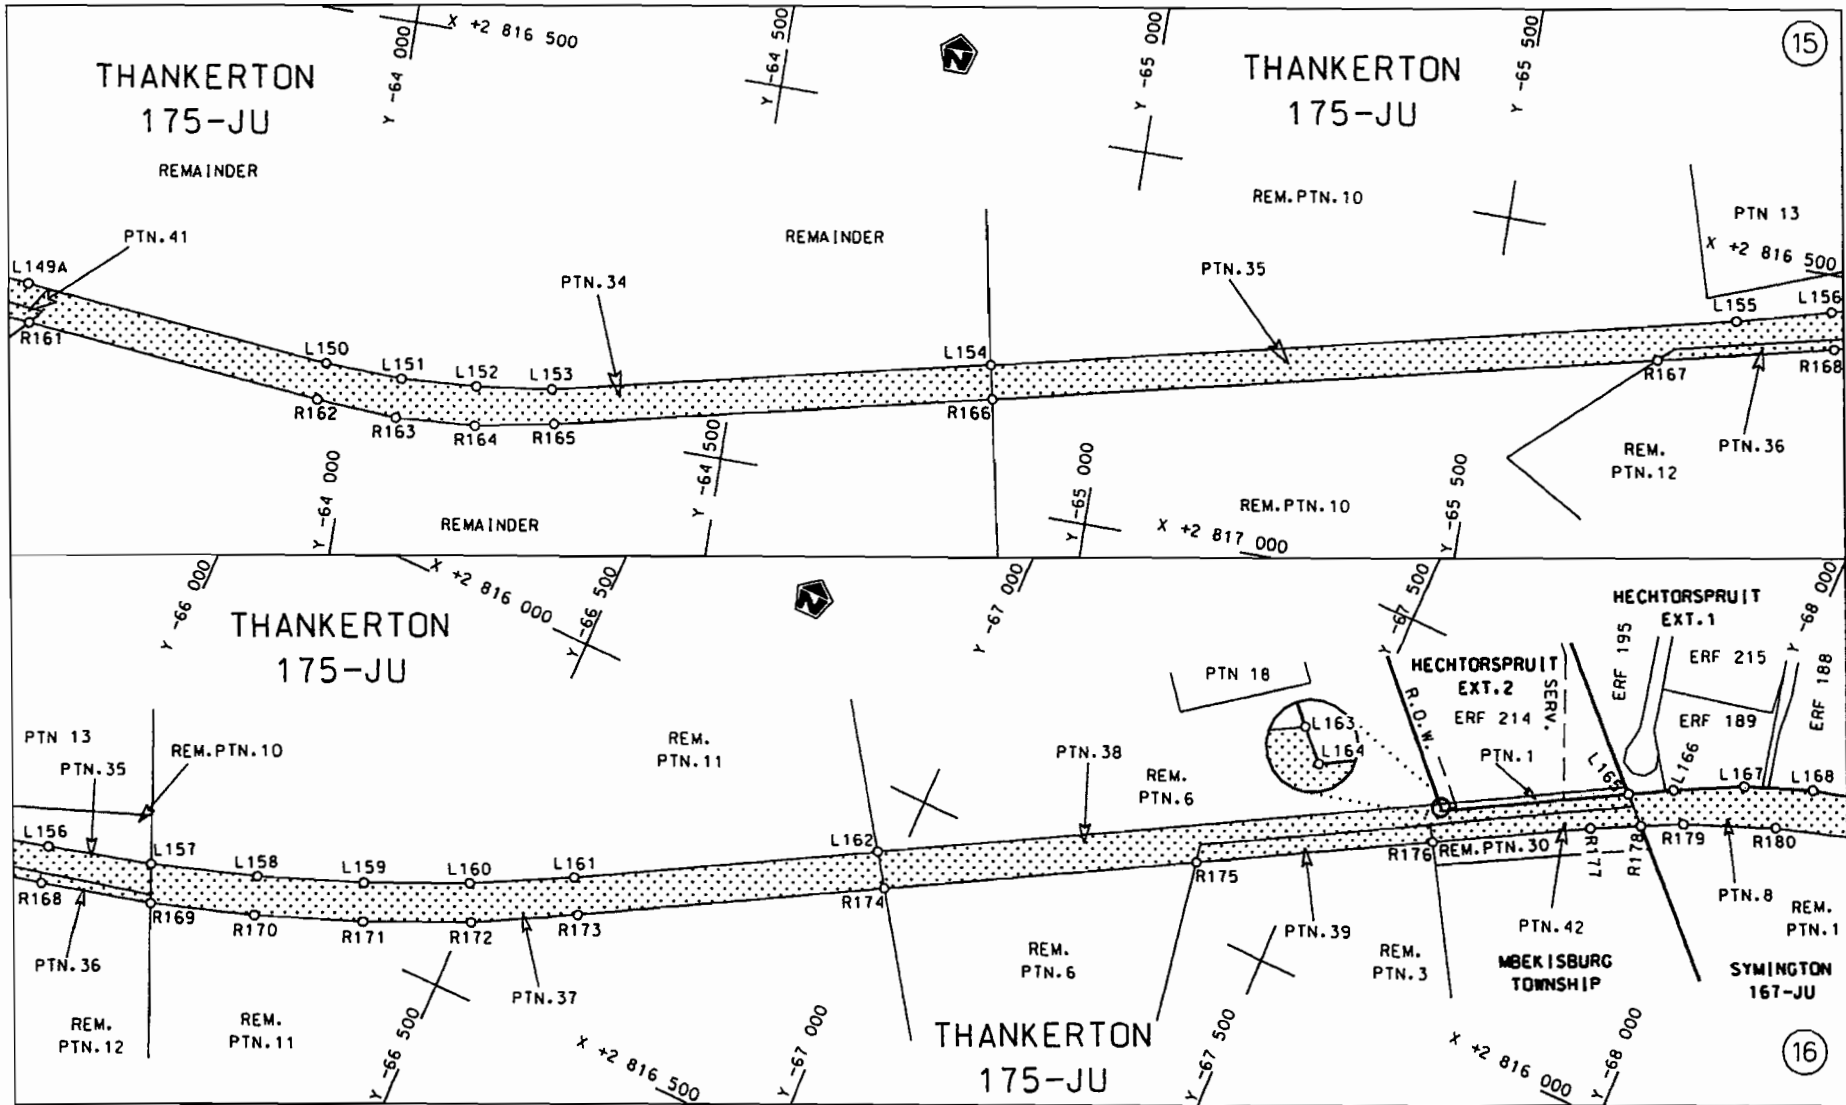 X +2 816 500
Y -64 000
Y -64 500
Y -65 000
Y -65 500
15
THANKERTON
175-JU
REMAINDER
N
THANKERTON
175-JU
REM.PTN.10
PTN 13
X +2 816 500
PTN.41
REMAINDER
PTN.34
PTN.35
L149A
R161
L150
L151
L152
L153
L154
L155
L156
R162
R163
R164
R165
R166
R167
R168
REM.
PTN.12
PTN.36
Y -64 000
Y -64 500
Y -65 000
Y -65 500
REMAINDER
REM.PTN.10
X +2 817 000
Y -66 000
X +2 816 000
Y -66 500
N
Y -67 000
Y -67 500
Y -68 000
THANKERTON
175-JU
HECHTORSPRUIT
EXT.1
ERF 195
ERF 215
ERF 188
ERF 189
HECHTORSPRUIT
EXT.2
ERF 214
SERV.
R.O.W.
PTN 18
PTN.1
L163
L164
PTN 13
PTN.35
REM.PTN.10
REM.
PTN.11
PTN.38
REM.
PTN.6
L156
L157
L158
L159
L160
L161
L162
L165
L166
L167
L168
R168
R169
R170
R171
R172
R173
R174
R175
R176
REM.PTN.30
R177
R178
R179
R180
PTN.36
PTN.37
REM.
PTN.6
PTN.39
REM.
PTN.3
PTN.42
PTN.8
REM.
PTN.1
MBEKISBURG
TOWNSHIP
SYMINGTON
167-JU
REM.
PTN.12
REM.
PTN.11
Y -66 500
X +2 816 500
Y -67 000
THANKERTON
175-JU
Y -67 500
X +2 816 000
Y -68 000
16